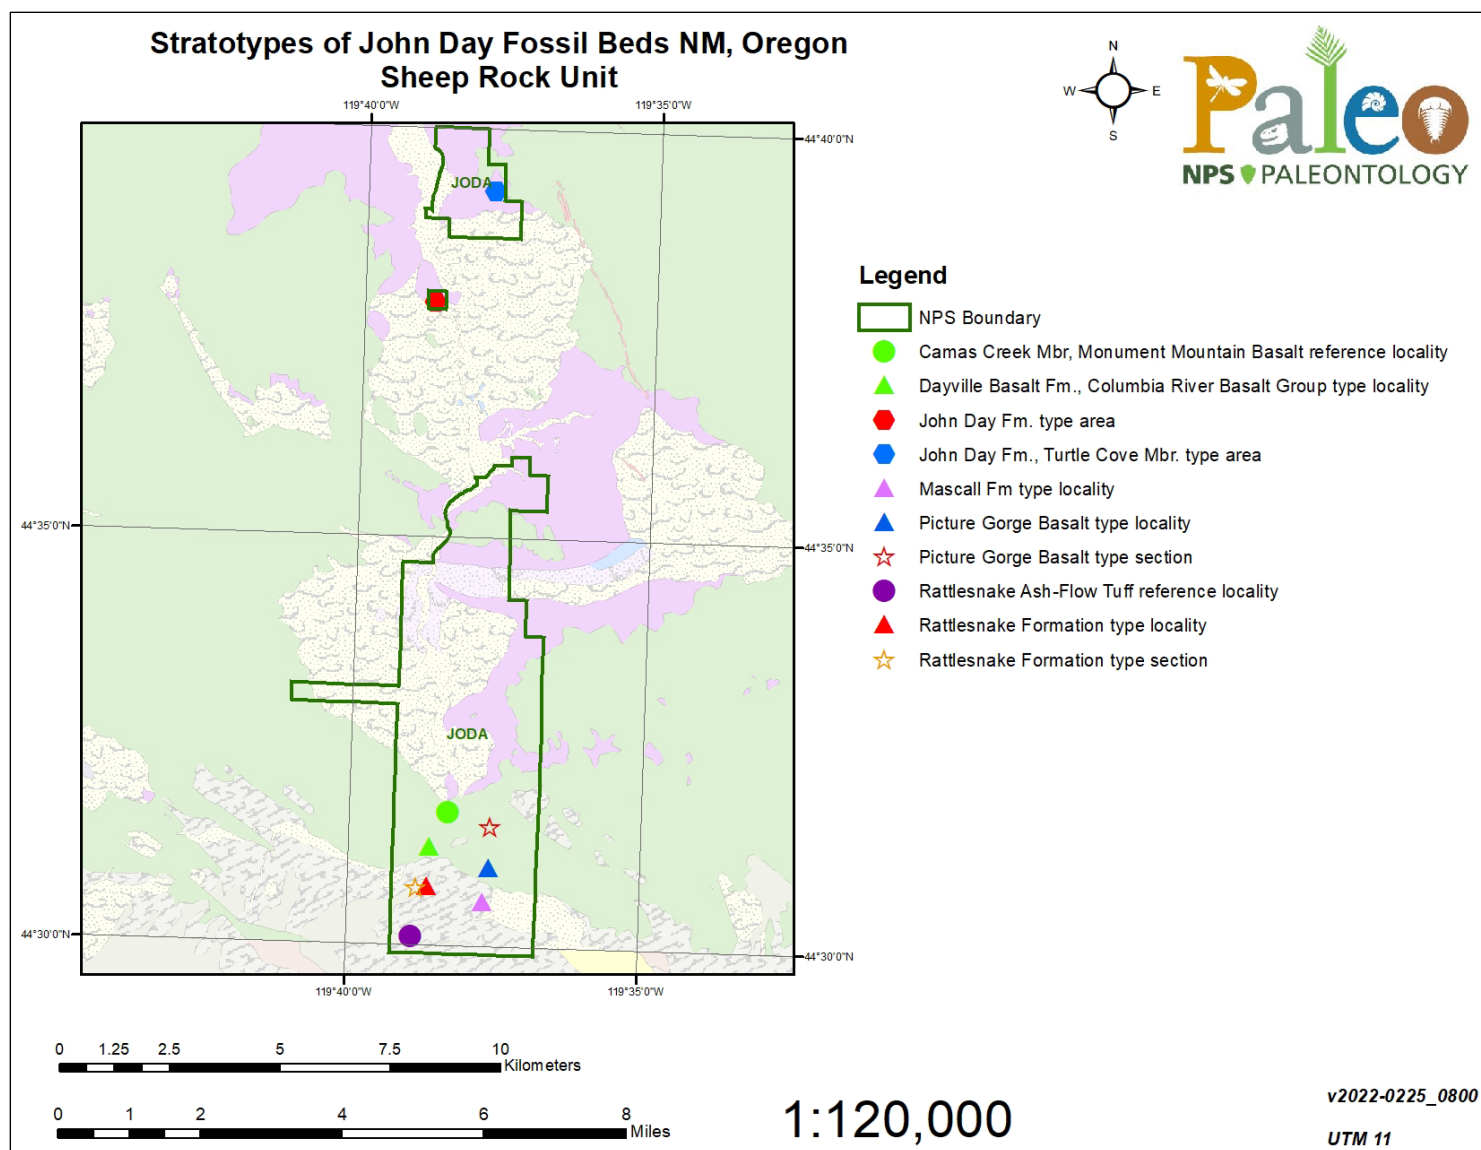 Stratotypes of John Day Fossil Beds NM, Oregon
Sheep Rock Unit
N
W E
S
Paleo
NPS PALEONTOLOGY
119°40'0"W 119°35'0"W
44°40'0"N
JODA
44°35'0"N
44°35'0"N
JODA
44°30'0"N
44°30'0"N
119°40'0"W 119°35'0"W
Legend
NPS Boundary
Camas Creek Mbr, Monument Mountain Basalt reference locality
Dayville Basalt Fm., Columbia River Basalt Group type locality
John Day Fm. type area
John Day Fm., Turtle Cove Mbr. type area
Mascall Fm type locality
Picture Gorge Basalt type locality
Picture Gorge Basalt type section
Rattlesnake Ash-Flow Tuff reference locality
Rattlesnake Formation type locality
Rattlesnake Formation type section
0 1.25 2.5 5 7.5 10
Kilometers
0 1 2 4 6 8
Miles
1:120,000
v2022-0225_0800
UTM 11